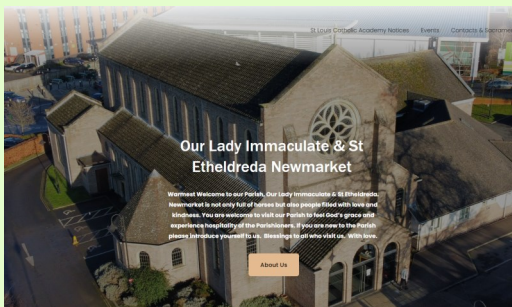 St Louis Catholic Academy Notices Events Contacts & Sacramen
Our Lady Immaculate & St
Etheldreda Newmarket
Warmest Welcome to our Parish, Our Lady Immaculate & St Etheldreda.
Newmarket is not only full of horses but also people filled with love and
kindness. You are welcome to visit our Parish to feel God's grace and
experience hospitality of the Parishioners. If you are new to the Parish
please introduce yourself to us. Blessings to all who visit us. With love.
About Us